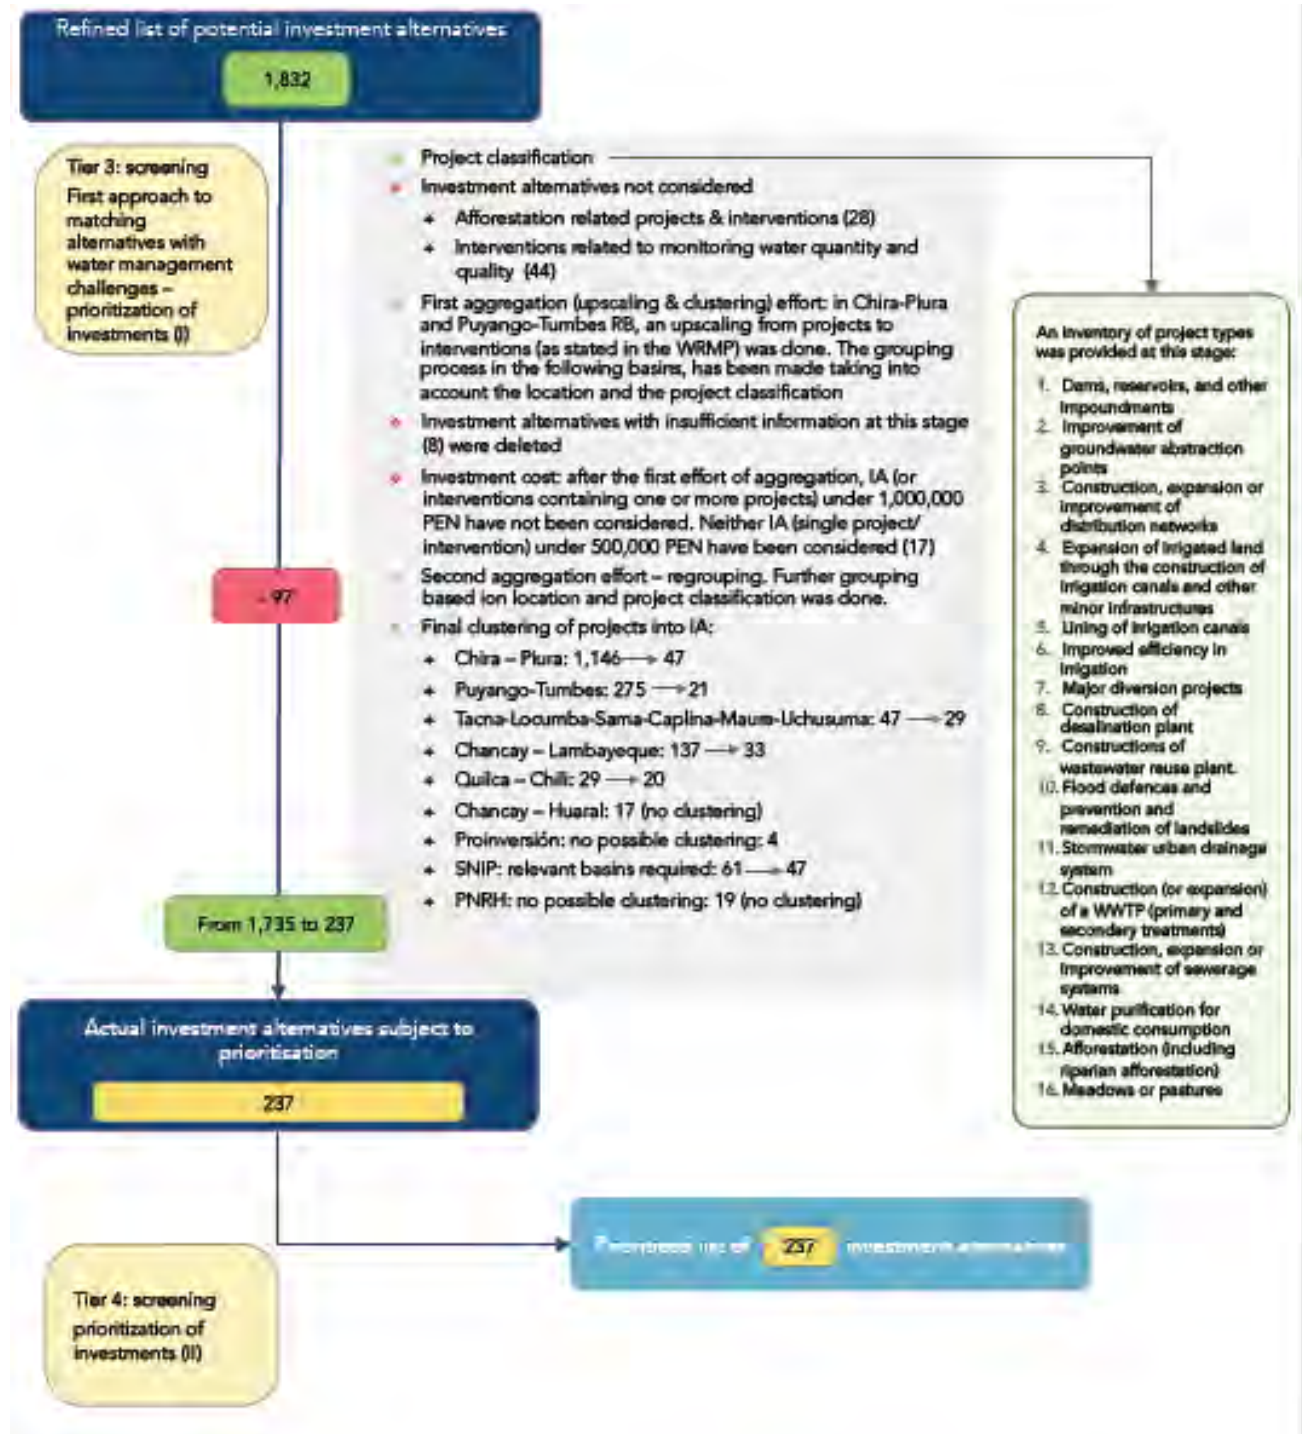 Refined list of potential investment alternatives
1,832
Tier 3: screening
First approach to
matching
alternatives with
water management
challenges –
prioritization of
investments (I)
Project classification
Investment alternatives not considered
Afforestation related projects & interventions (28)
Interventions related to monitoring water quantity and
quality (44)
First aggregation (upscaling & clustering) effort: in Chira-Piura
and Puyango-Tumbes RB, an upscaling from projects to
interventions (as stated in the WRMP) was done. The grouping
process in the following basins, has been made taking into
account the location and the project classification
Investment alternatives with insufficient information at this stage
(8) were deleted
Investment cost: after the first effort of aggregation, IA (or
interventions containing one or more projects) under 1,000,000
PEN have not been considered. Neither IA (single project/
intervention) under 500,000 PEN have been considered (17)
Second aggregation effort – regrouping. Further grouping
based ion location and project classification was done.
Final clustering of projects into IA:
Chira – Piura: 1,146 → 47
Puyango-Tumbes: 275 → 21
Tacna-Locumba-Sama-Caplina-Maure-Uchusuma: 47 → 29
Chancay – Lambayeque: 137 → 33
Quilca – Chili: 29 → 20
Chancay – Huaral: 17 (no clustering)
Proinversión: no possible clustering: 4
SNIP: relevant basins required: 61 → 47
PNRH: no possible clustering: 19 (no clustering)
- 97
From 1,735 to 237
An inventory of project types
was provided at this stage:
1. Dams, reservoirs, and other
impoundments
2. Improvement of
groundwater abstraction
points
3. Construction, expansion or
improvement of
distribution networks
4. Expansion of irrigated land
through the construction of
irrigation canals and other
minor infrastructures
5. Lining of irrigation canals
6. Improved efficiency in
irrigation
7. Major diversion projects
8. Construction of
desalination plant
9. Constructions of
wastewater reuse plant.
10. Flood defences and
prevention and
remediation of landslides
11. Stormwater urban drainage
system
12. Construction (or expansion)
of a WWTP (primary and
secondary treatments)
13. Construction, expansion or
improvement of sewerage
systems
14. Water purification for
domestic consumption
15. Afforestation (including
riparian afforestation)
16. Meadows or pastures
Actual investment alternatives subject to
prioritisation
237
Prioritised list of 237 investment alternatives
Tier 4: screening
prioritization of
investments (II)